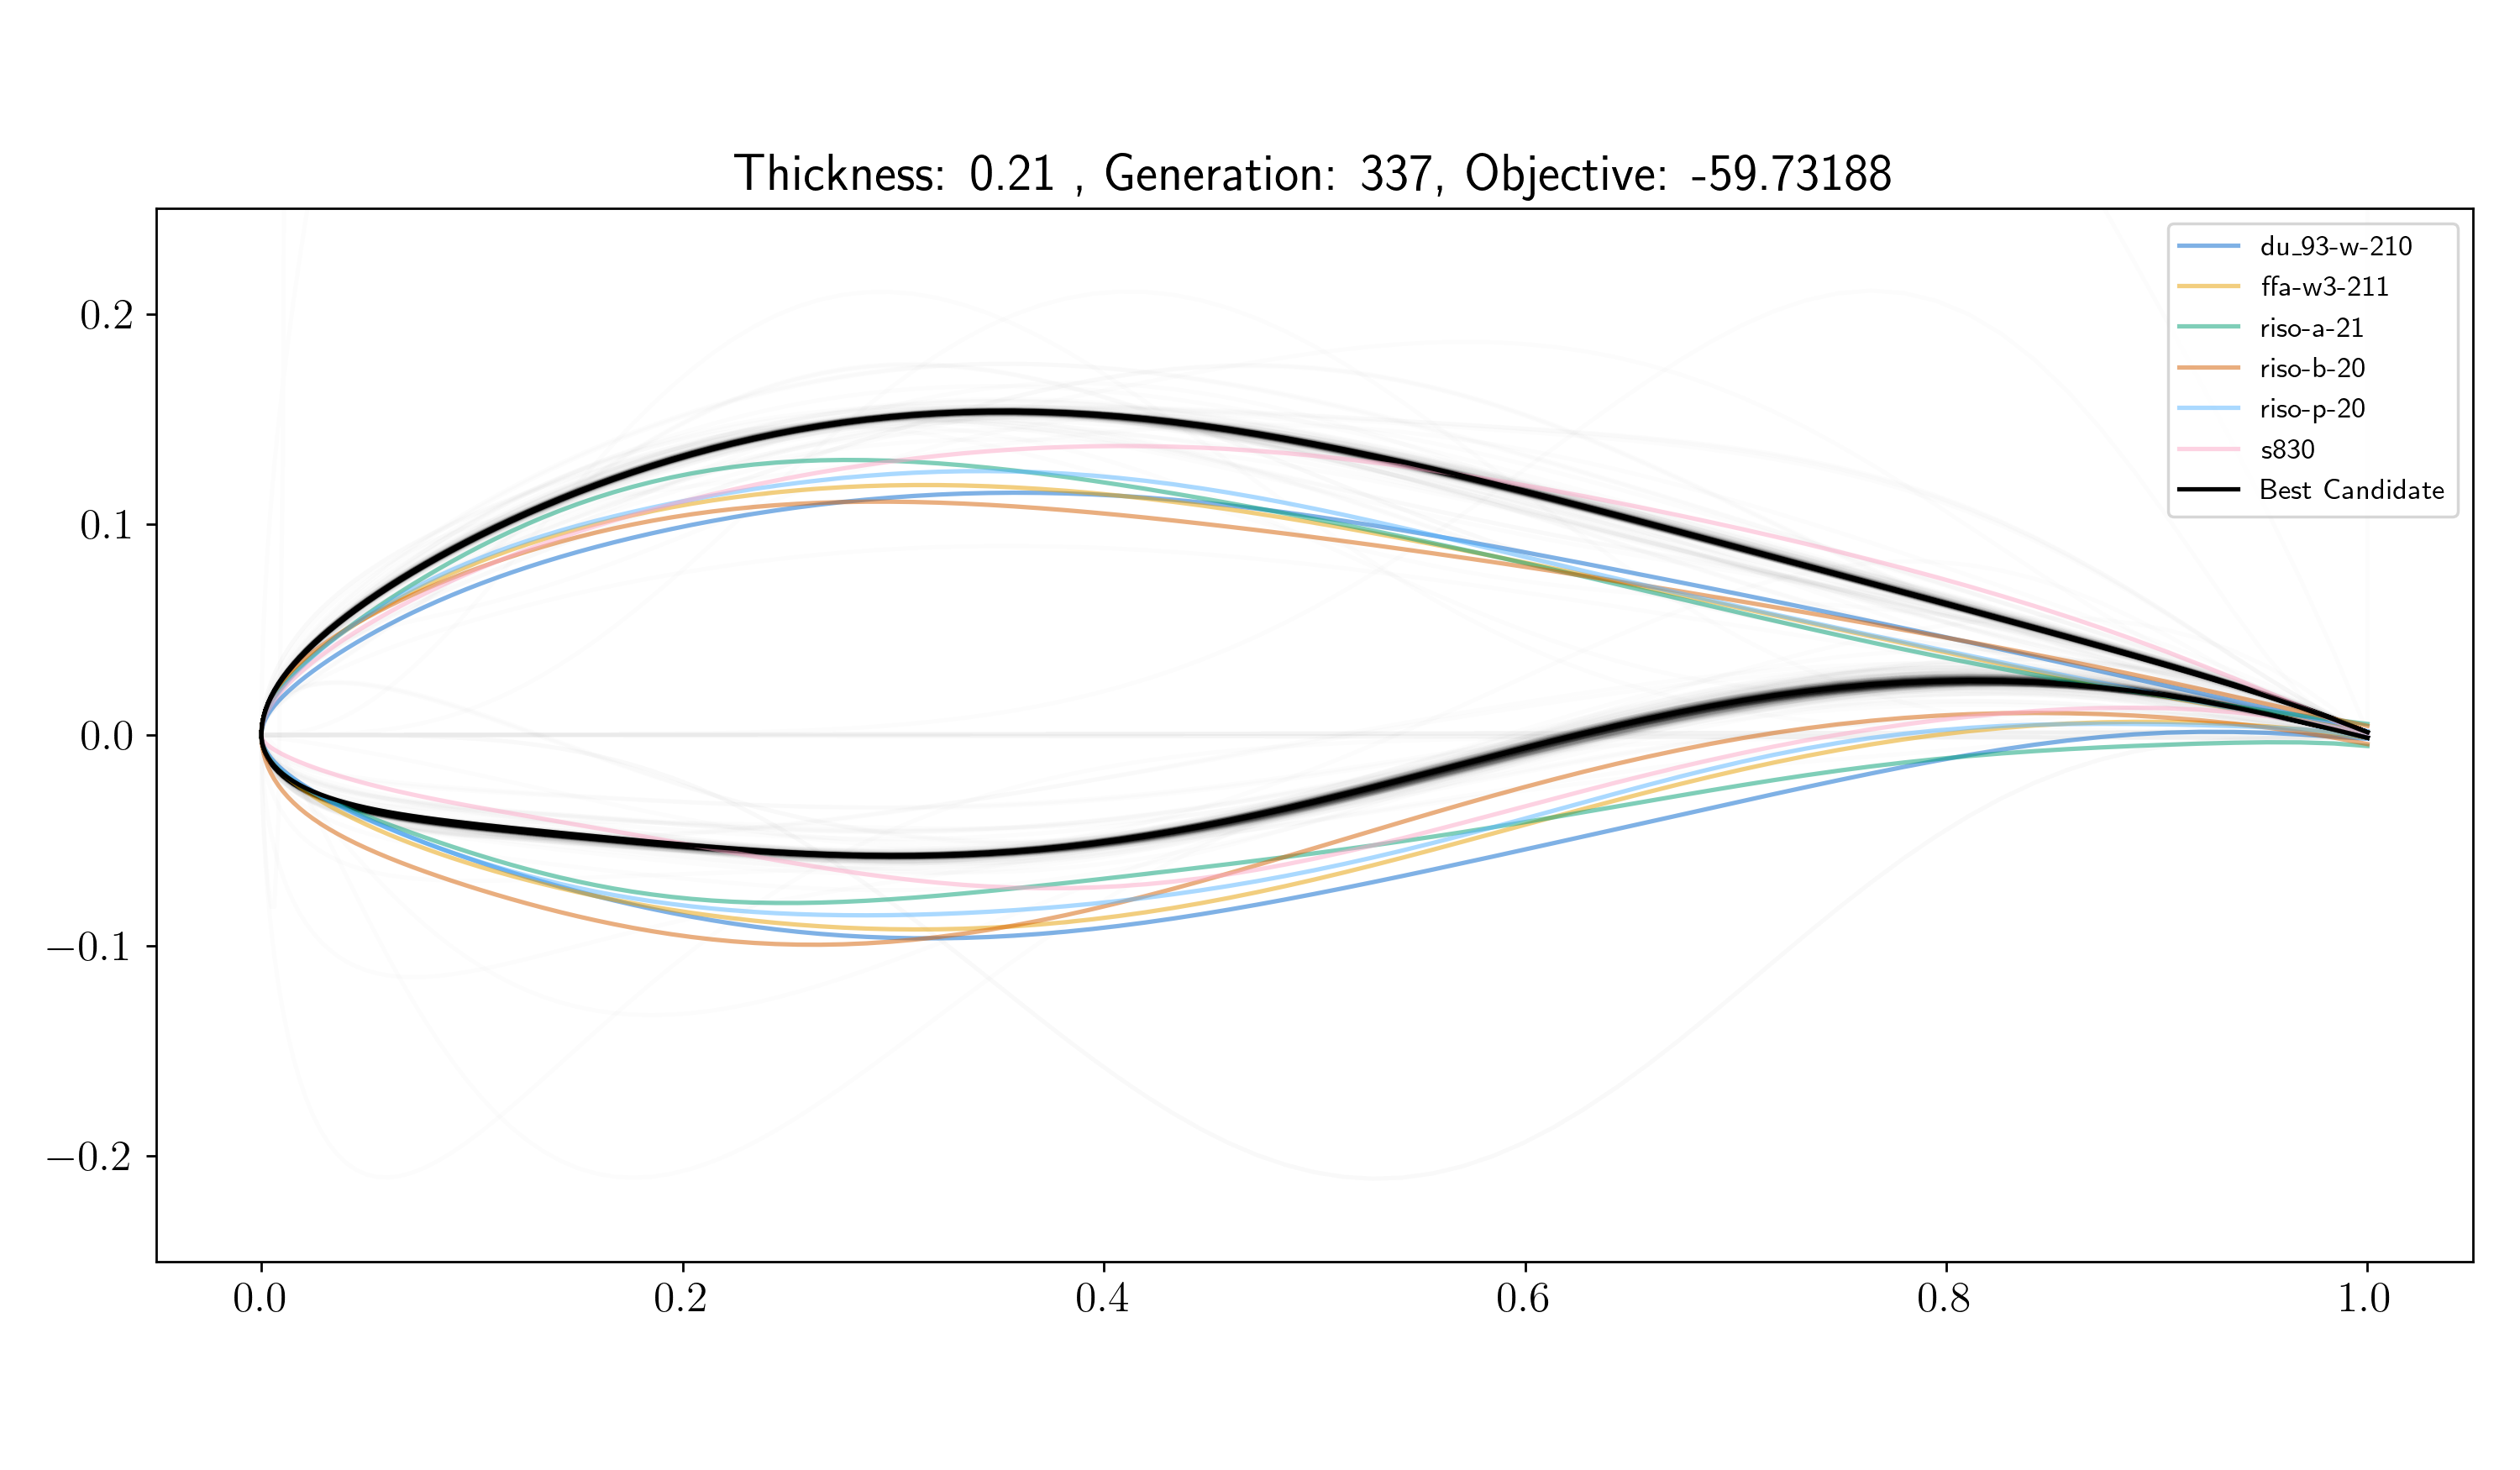 Thickness: 0.21 , Generation: 337, Objective: -59.73188
du_93-w-210
ffa-w3-211
riso-a-21
riso-b-20
riso-p-20
s830
Best Candidate
0.2
0.1
0.0
−0.1
−0.2
0.0 0.2 0.4 0.6 0.8 1.0